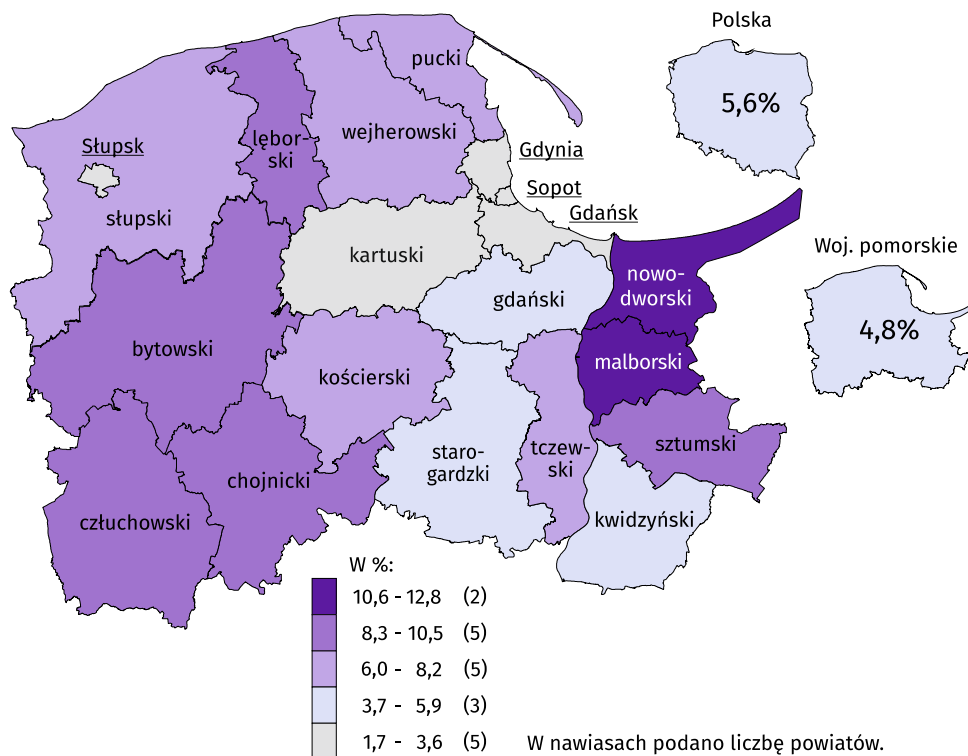 Polska
5,6%
pucki
wejherowski
lębor-
ski
Słupsk
słupski
Gdynia
Sopot
Gdańsk
kartuski
gdański
nowo-
dworski
Woj. pomorskie
4,8%
bytowski
kościerski
malborski
staro-
gardzki
tczew-
ski
sztumski
chojnicki
człuchowski
kwidzyński
W %:
10,6 - 12,8 (2)
8,3 - 10,5 (5)
6,0 - 8,2 (5)
3,7 - 5,9 (3)
1,7 - 3,6 (5)
W nawiasach podano liczbę powiatów.